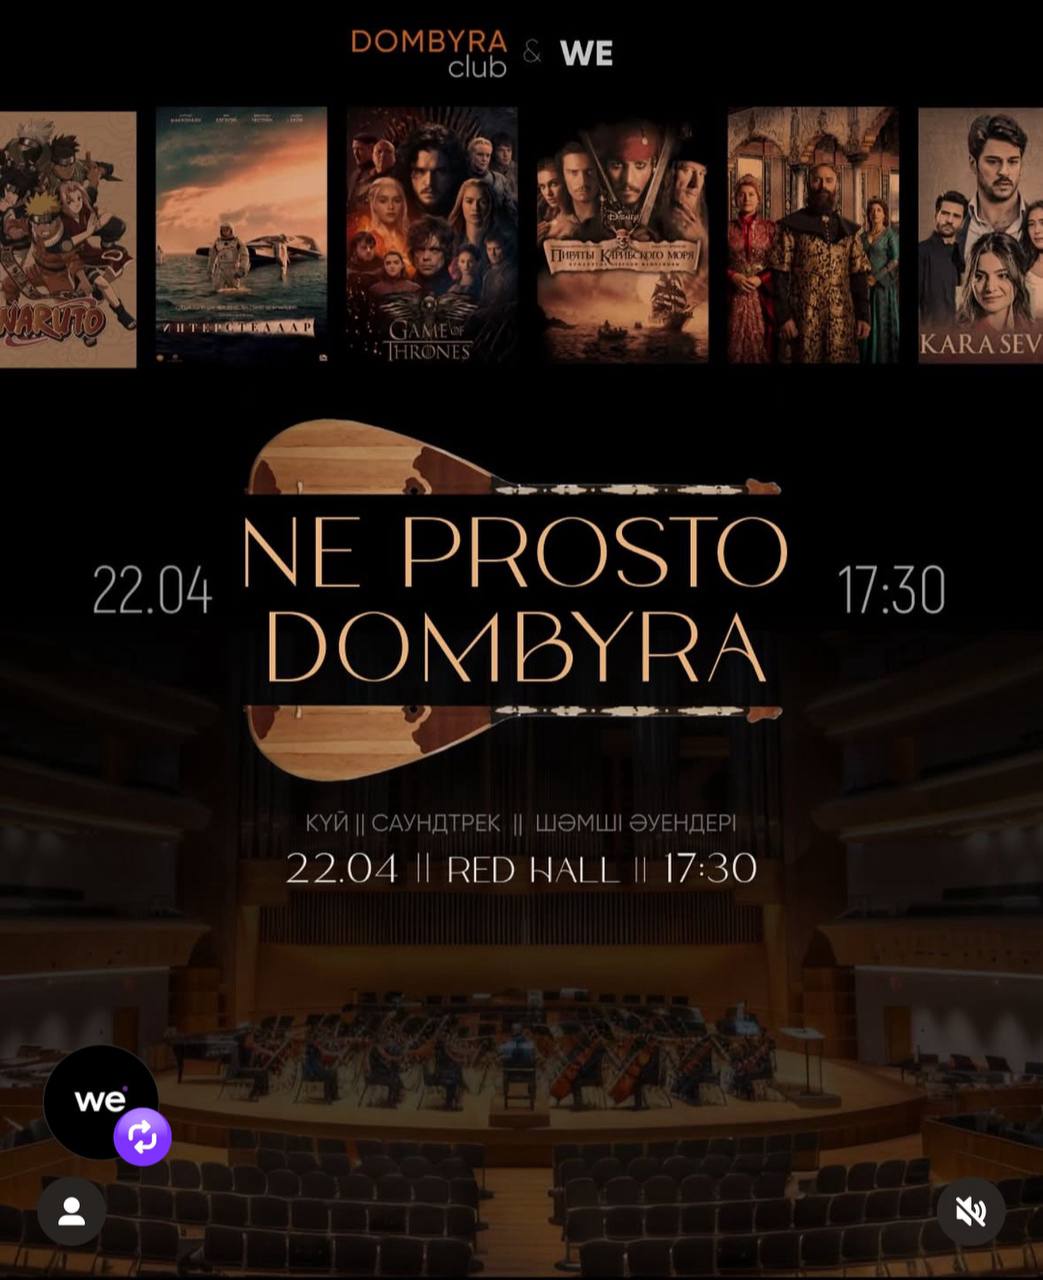 DOMBYRA
club & WE
NARUTO
ИНТЕРСТЕЛЛАР
GAME OF
THRONES
DISNEY
ПИРАТЫ КАРИБСКОГО МОРЯ
KARA SEV
NE PROSTO
22.04
17:30
DOMBYRA
КҮЙ || САУНДТРЕК || ШӘМШІ ӘУЕНДЕРІ
22.04 || RED HALL || 17:30
we